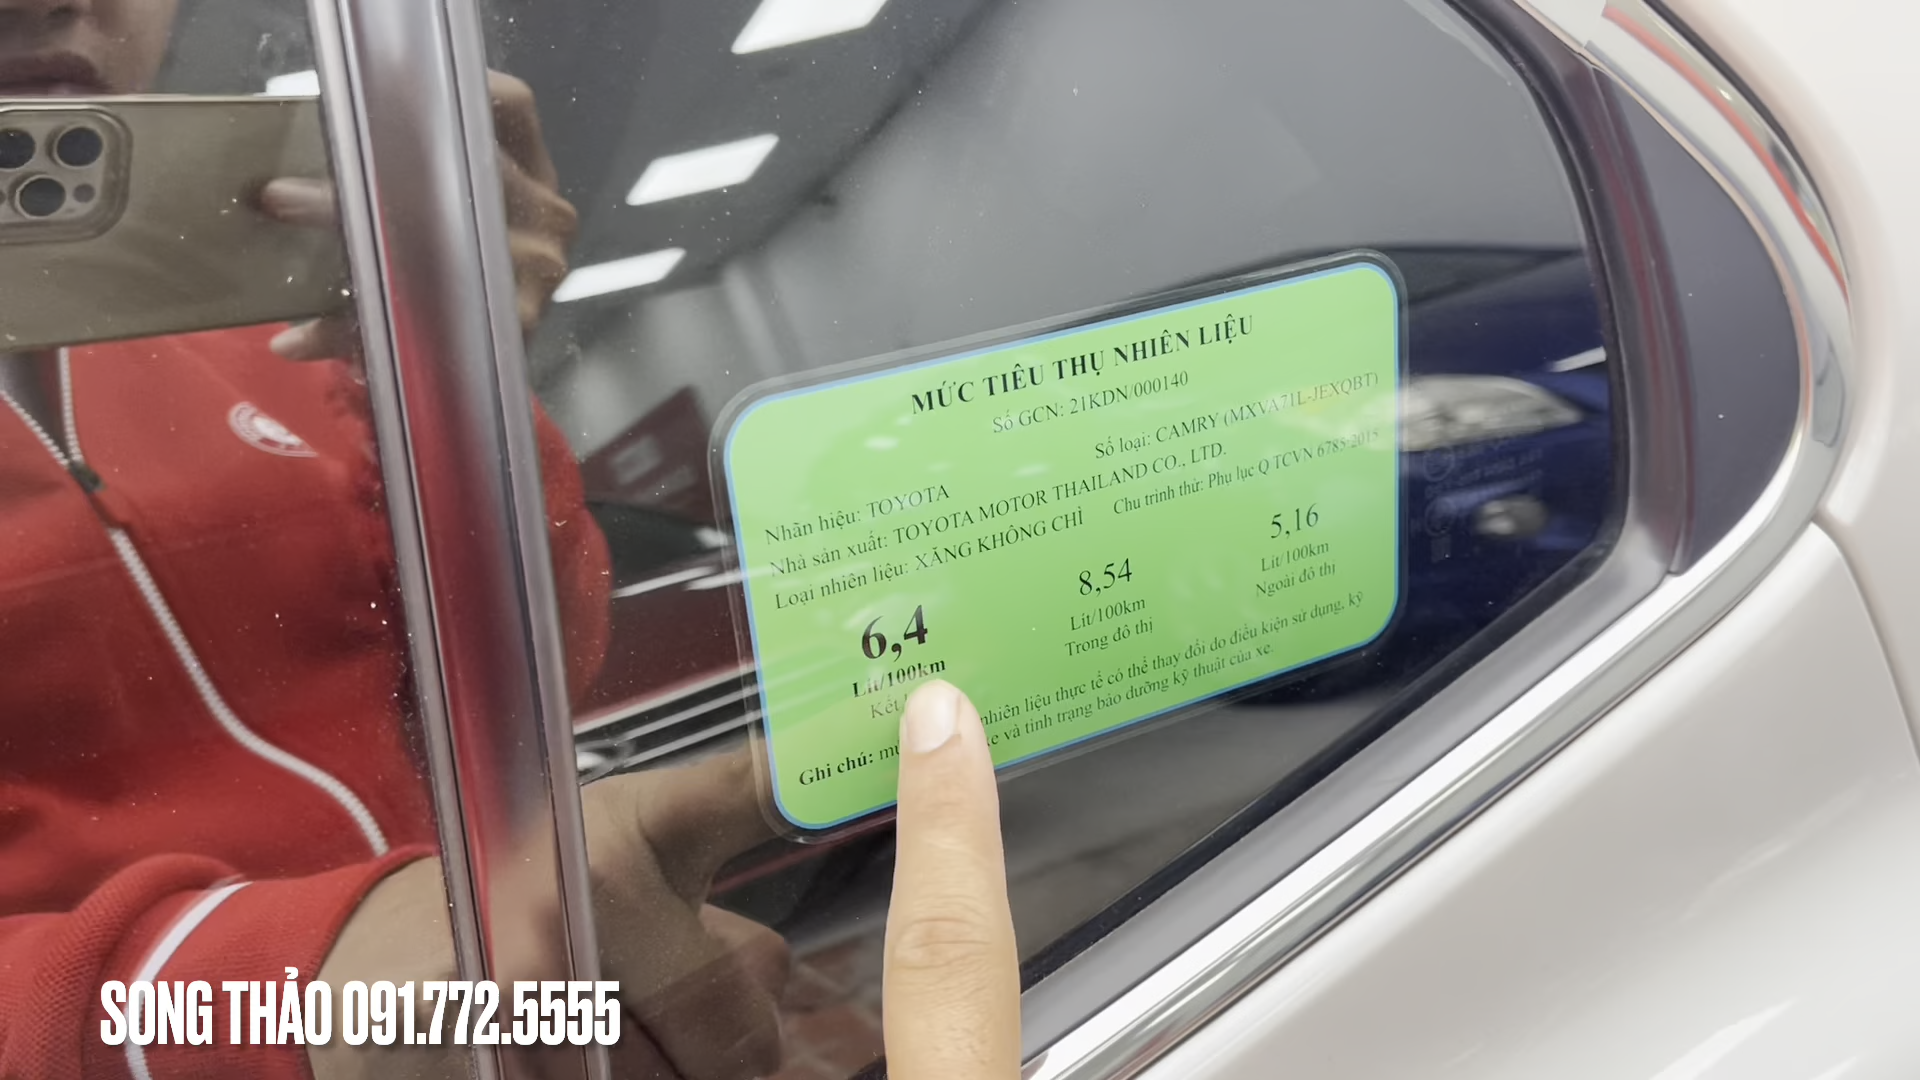 MỨC TIÊU THỤ NHIÊN LIỆU
Số GCN: 21KDN/000140
Nhãn hiệu: TOYOTA
Số loại: CAMRY (MXVA71L-JEXQBT)
Nhà sản xuất: TOYOTA MOTOR THAILAND CO., LTD.
Loại nhiên liệu: XĂNG KHÔNG CHÌ
Chu trình thử: Phụ lục Q TCVN 6785:2015
6,4
Lít/100km
Kết
8,54
Lít/100km
Trong đô thị
5,16
Lít/100km
Ngoài đô thị
Ghi chú: nhiên liệu thực tế có thể thay đổi do điều kiện sử dụng, kỹ
và tình trạng bảo dưỡng kỹ thuật của xe.
SONG THẢO 091.772.5555